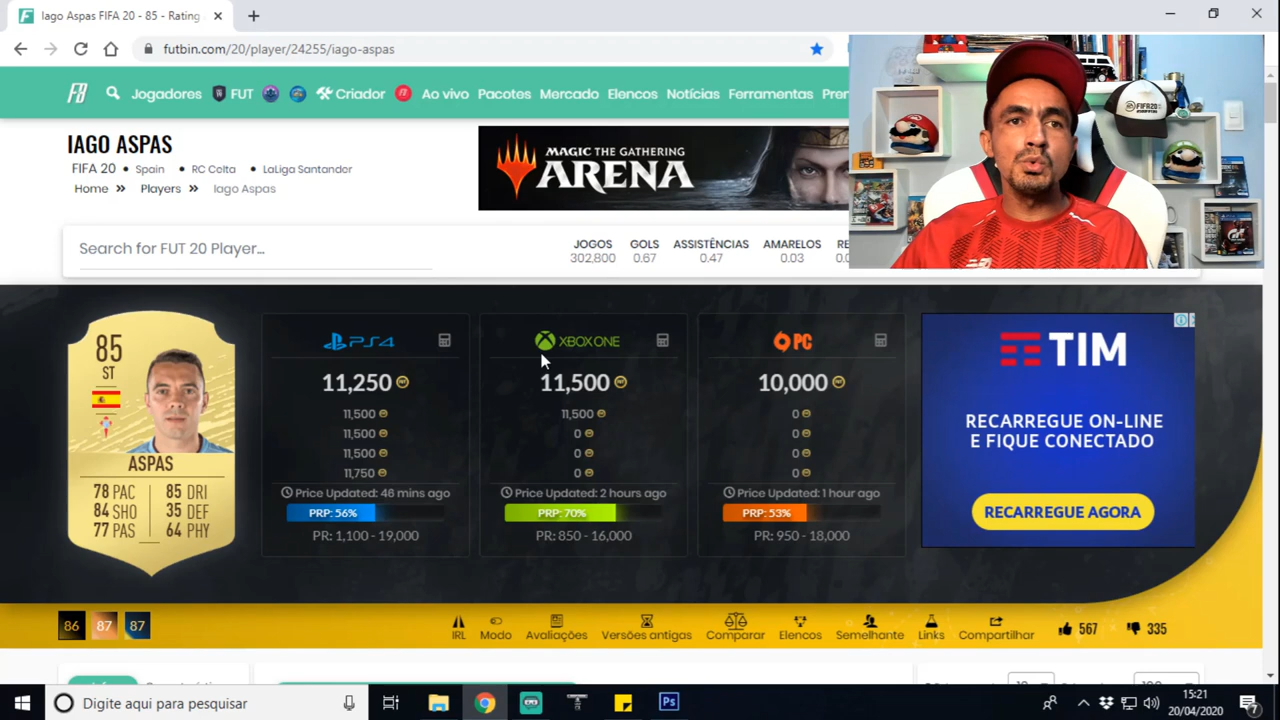 Iago Aspas FIFA 20 - 85 - Rating
futbin.com/20/player/24255/iago-aspas
F8 Jogadores FUT Criador Ao vivo Pacotes Mercado Elencos Notícias Ferramentas
IAGO ASPAS
FIFA 20 • Spain • RC Celta • LaLiga Santander
Home » Players » Iago Aspas
MAGIC THE GATHERING
ARENA
FIFA 20
Search for FUT 20 Player...
JOGOS GOLS ASSISTÊNCIAS AMARELOS
302,800 0.67 0.47 0.03
85
ST
ASPAS
78 PAC 85 DRI
84 SHO 35 DEF
77 PAS 64 PHY
PS4
11,250
11,500
11,500
11,500
11,750
Price Updated: 46 mins ago
PRP: 56%
PR: 1,100 - 19,000
XBOX ONE
11,500
11,500
0
0
0
Price Updated: 2 hours ago
PRP: 70%
PR: 850 - 16,000
PC
10,000
0
0
0
0
Price Updated: 1 hour ago
PRP: 53%
PR: 950 - 18,000
TIM
RECARREGUE ON-LINE
E FIQUE CONECTADO
RECARREGUE AGORA
86 87 87
IRL Modo Avaliações Versões antigas Comparar Elencos Semelhante Links Compartilhar 567 335
Digite aqui para pesquisar
Ps
15:21
20/04/2020
7